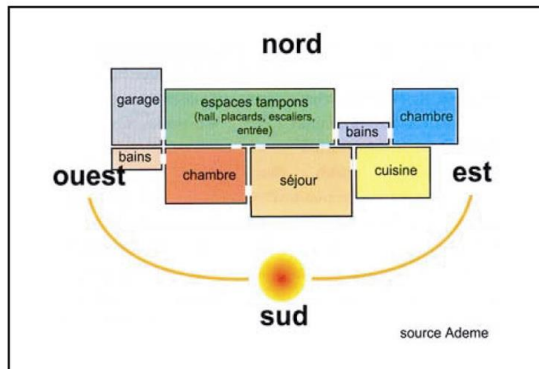 nord
garage
espaces tampons
(hall, placards, escaliers,
entrée)
bains
chambre
bains
chambre
séjour
cuisine
ouest
est
sud
source Ademe